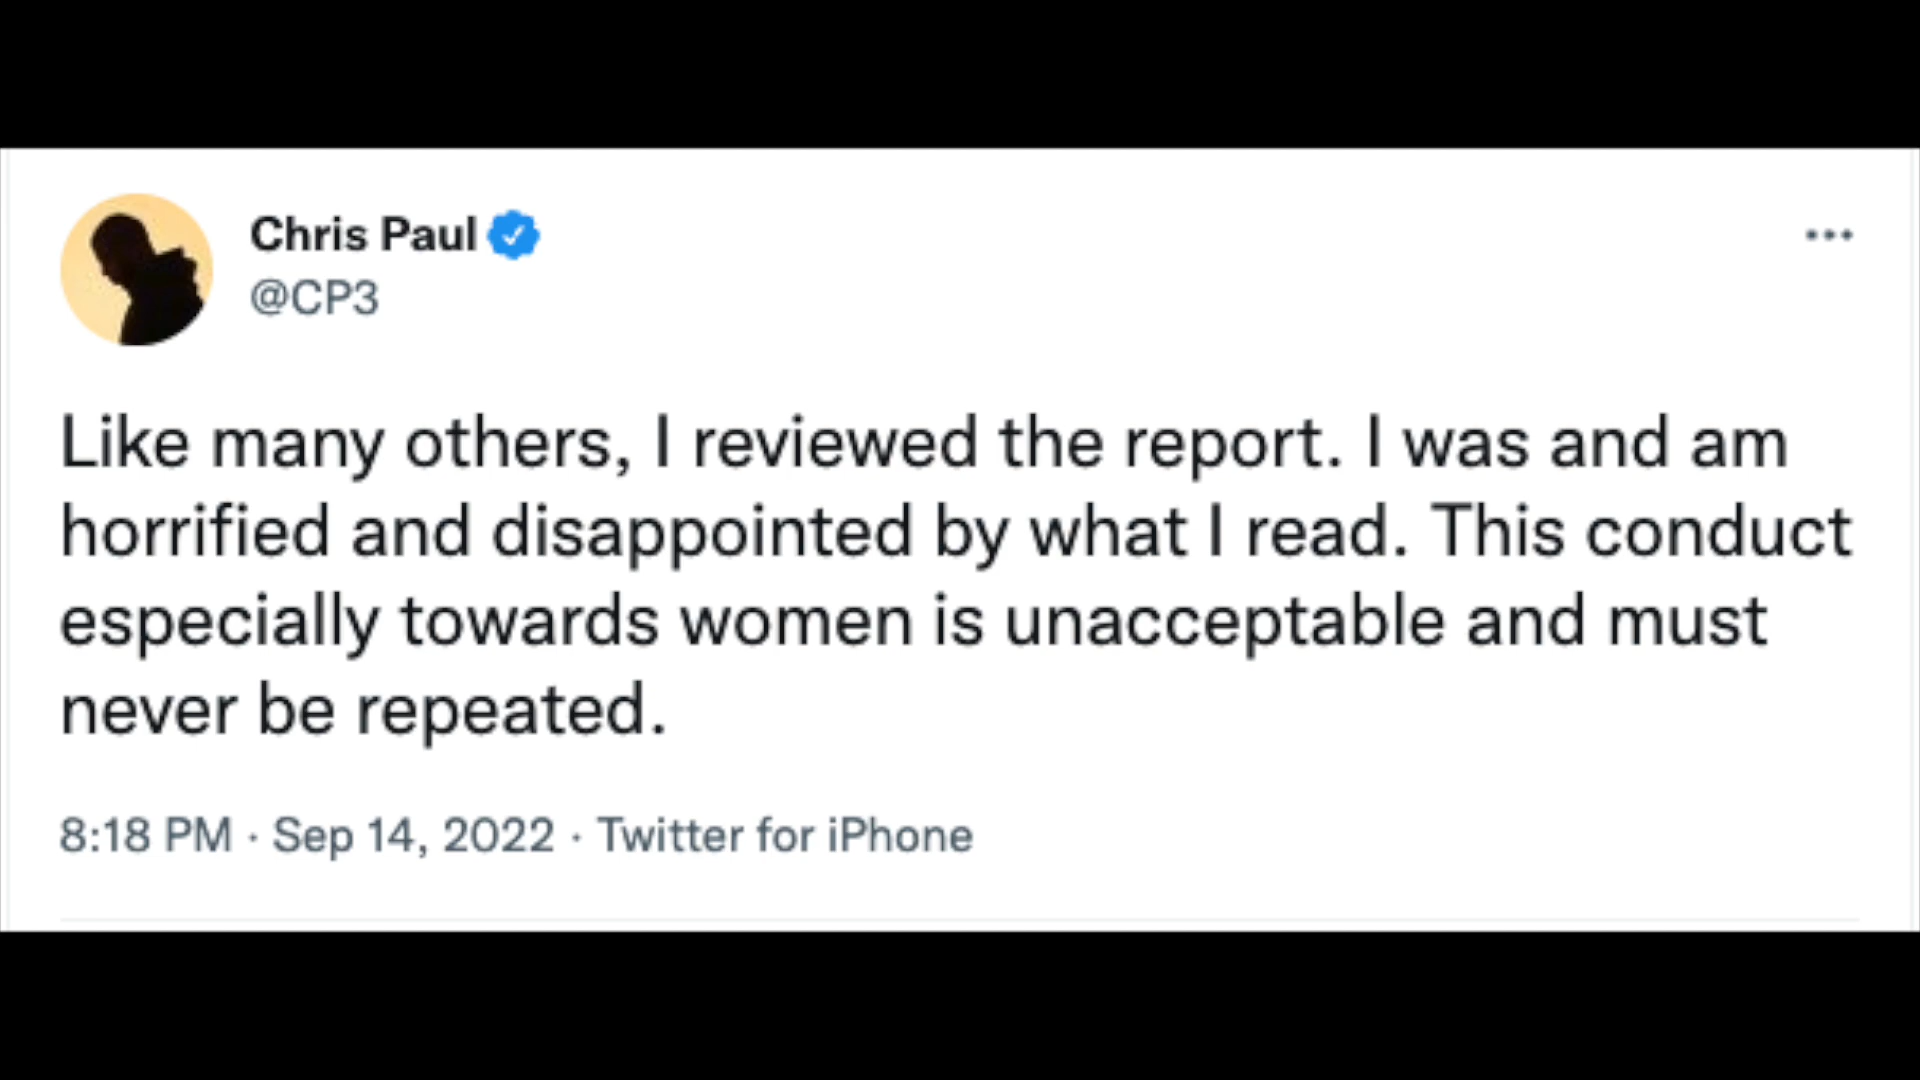 Chris Paul
@CP3
Like many others, I reviewed the report. I was and am
horrified and disappointed by what I read. This conduct
especially towards women is unacceptable and must
never be repeated.
8:18 PM · Sep 14, 2022 · Twitter for iPhone